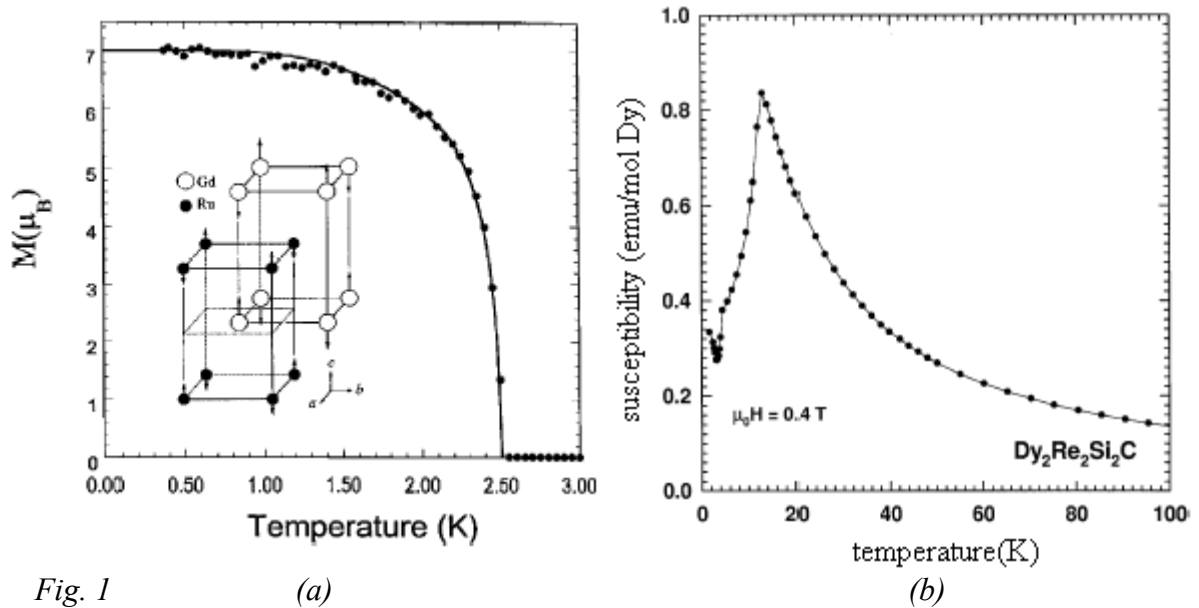 7
6
5
4
3
2
1
0
M(μ_B)
Gd
Ru
c
b
a
0.00 0.50 1.00 1.50 2.00 2.50 3.00
Temperature (K)
1.0
0.8
0.6
0.4
0.2
0.0
susceptibility (emu/mol Dy)
μ₀H = 0.4 T
Dy₂Re₂Si₂C
0 20 40 60 80 100
temperature(K)
Fig. 1 (a) (b)